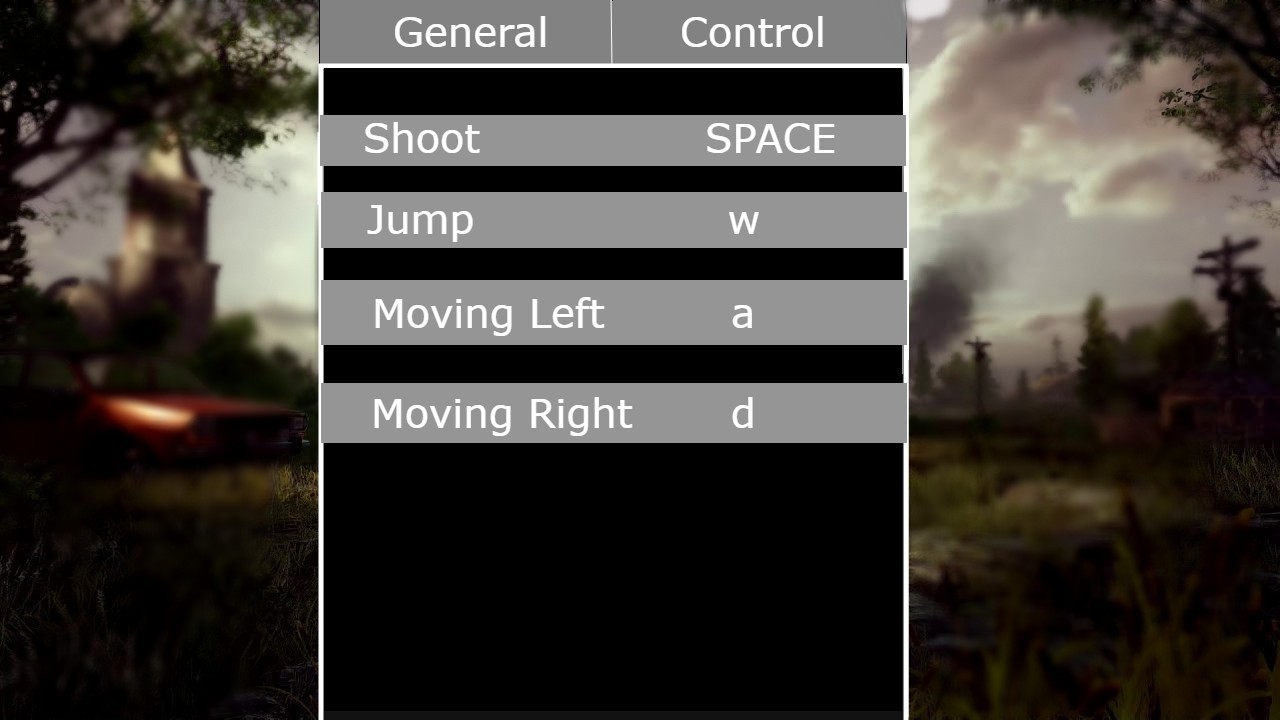 General Control
Shoot SPACE
Jump w
Moving Left a
Moving Right d